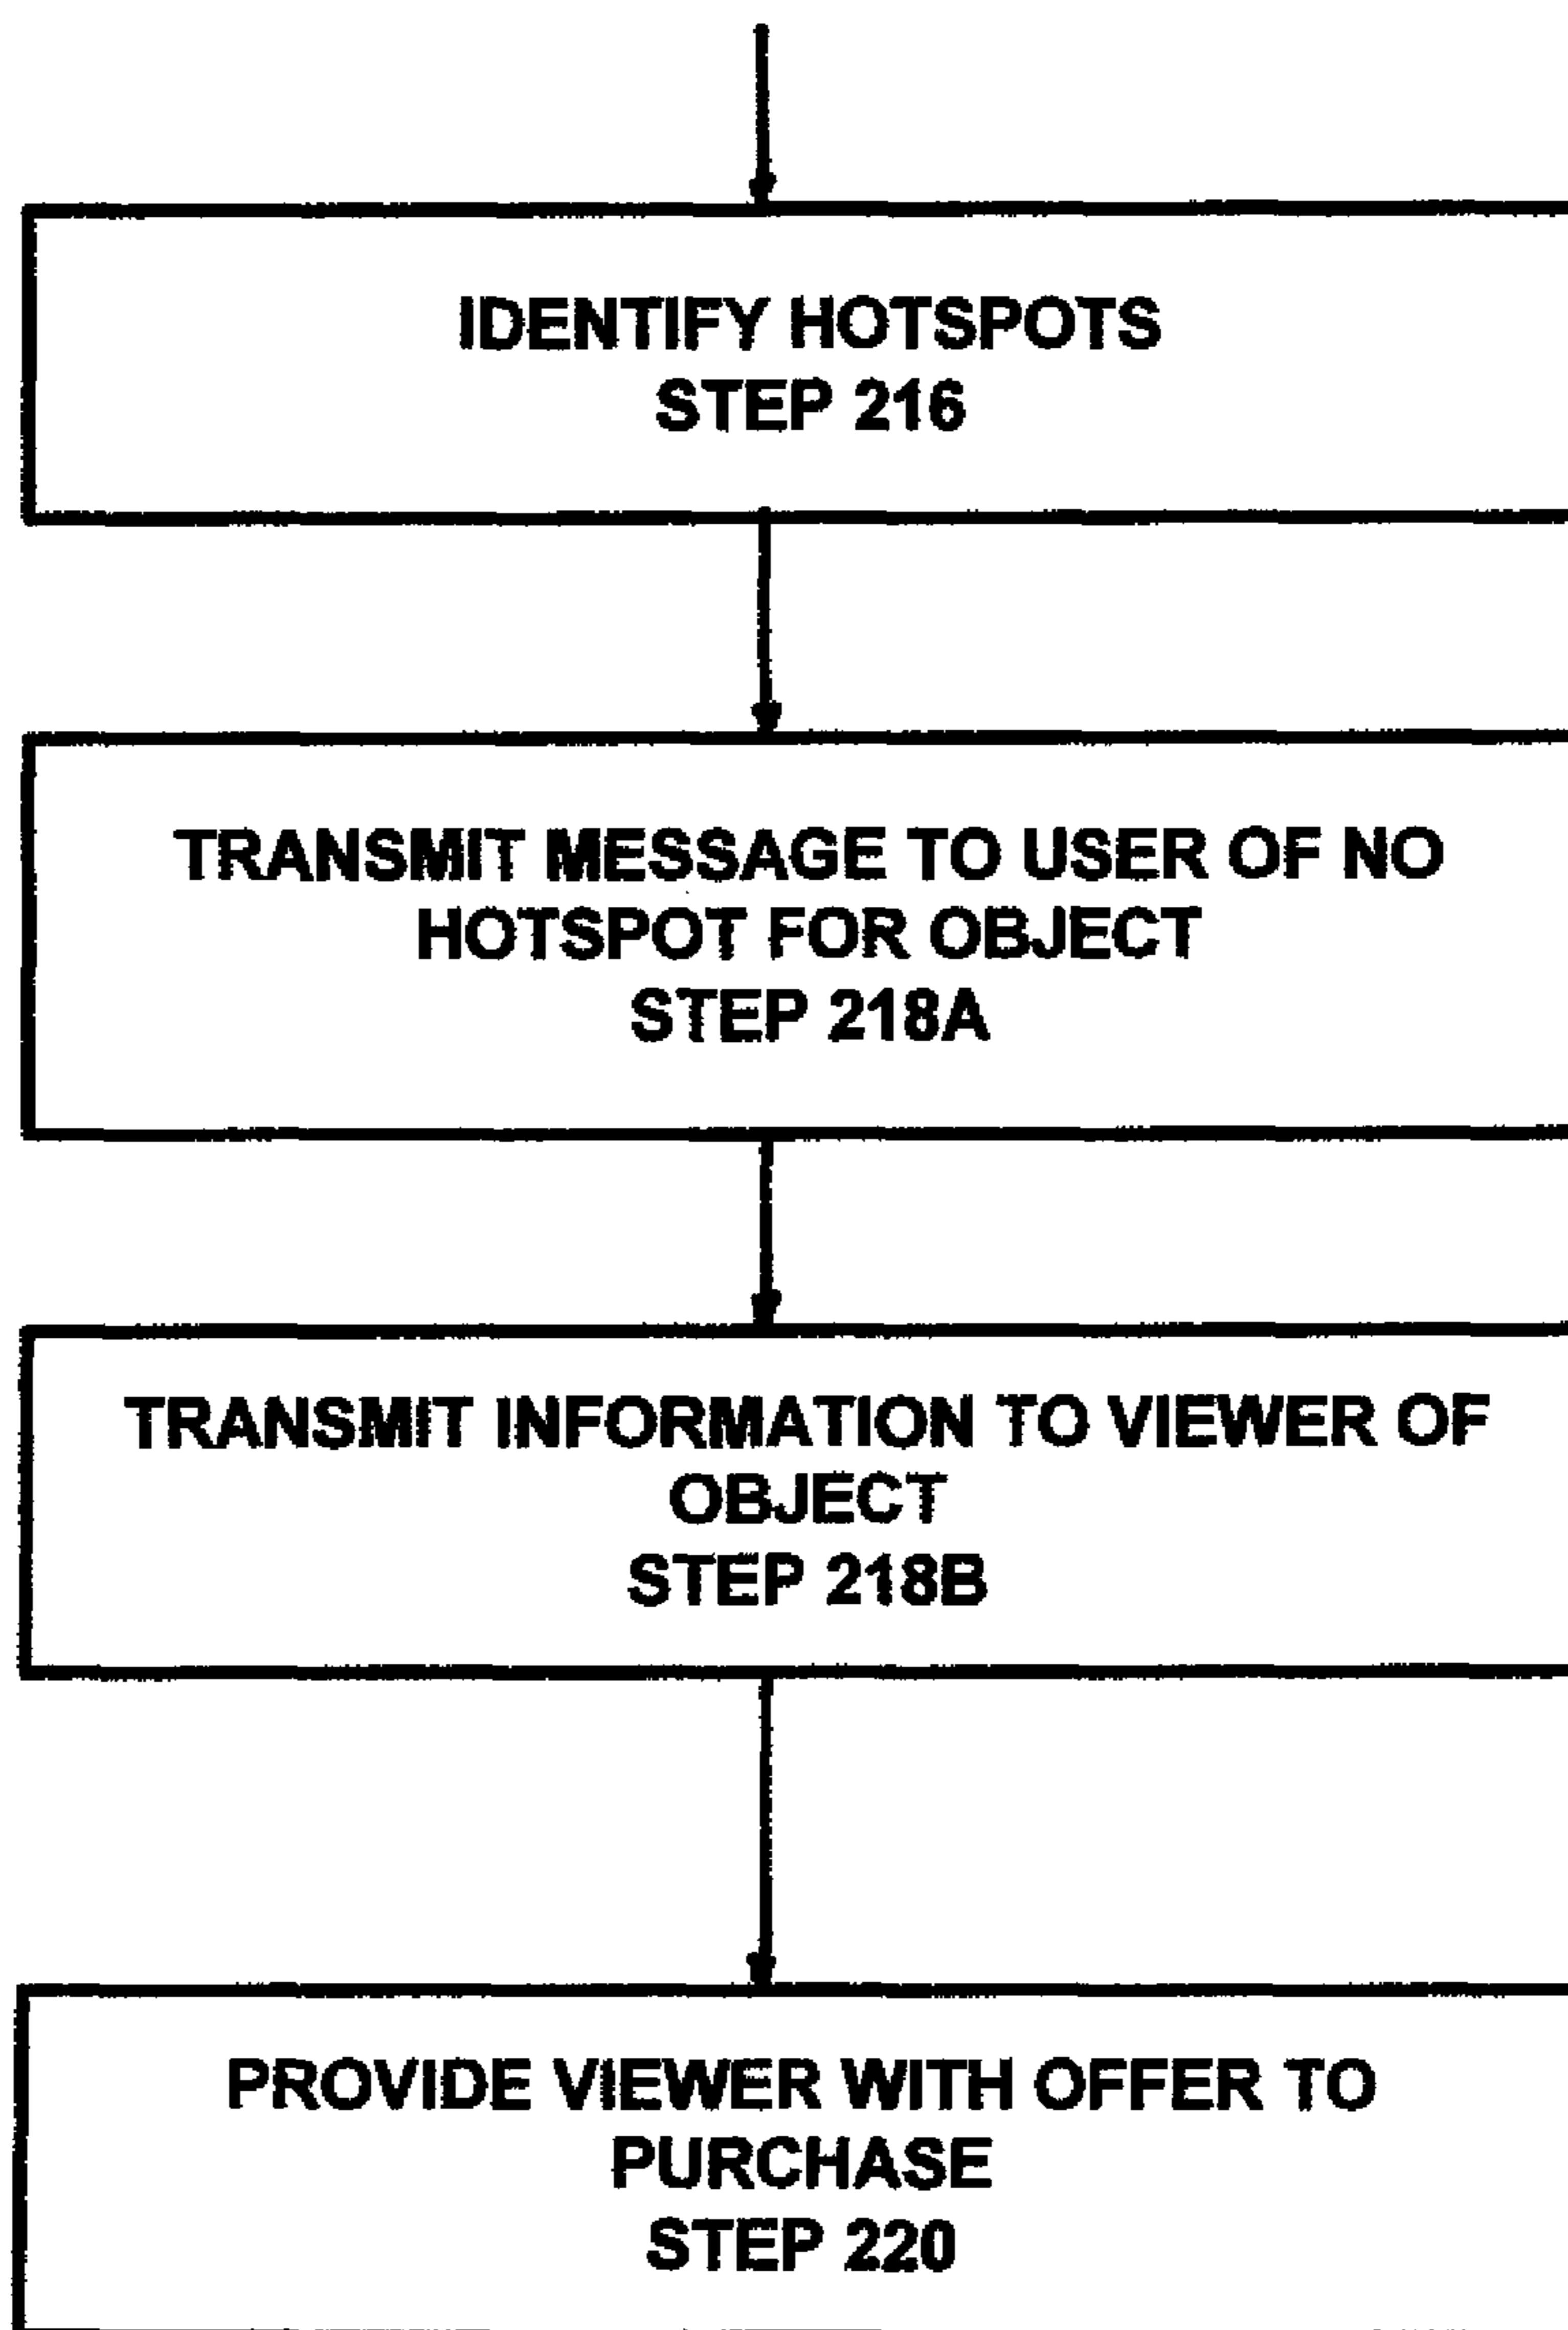 IDENTIFY HOTSPOTS
STEP 216
TRANSMIT MESSAGE TO USER OF NO
HOTSPOT FOR OBJECT
STEP 218A
TRANSMIT INFORMATION TO VIEWER OF
OBJECT
STEP 218B
PROVIDE VIEWER WITH OFFER TO
PURCHASE
STEP 220